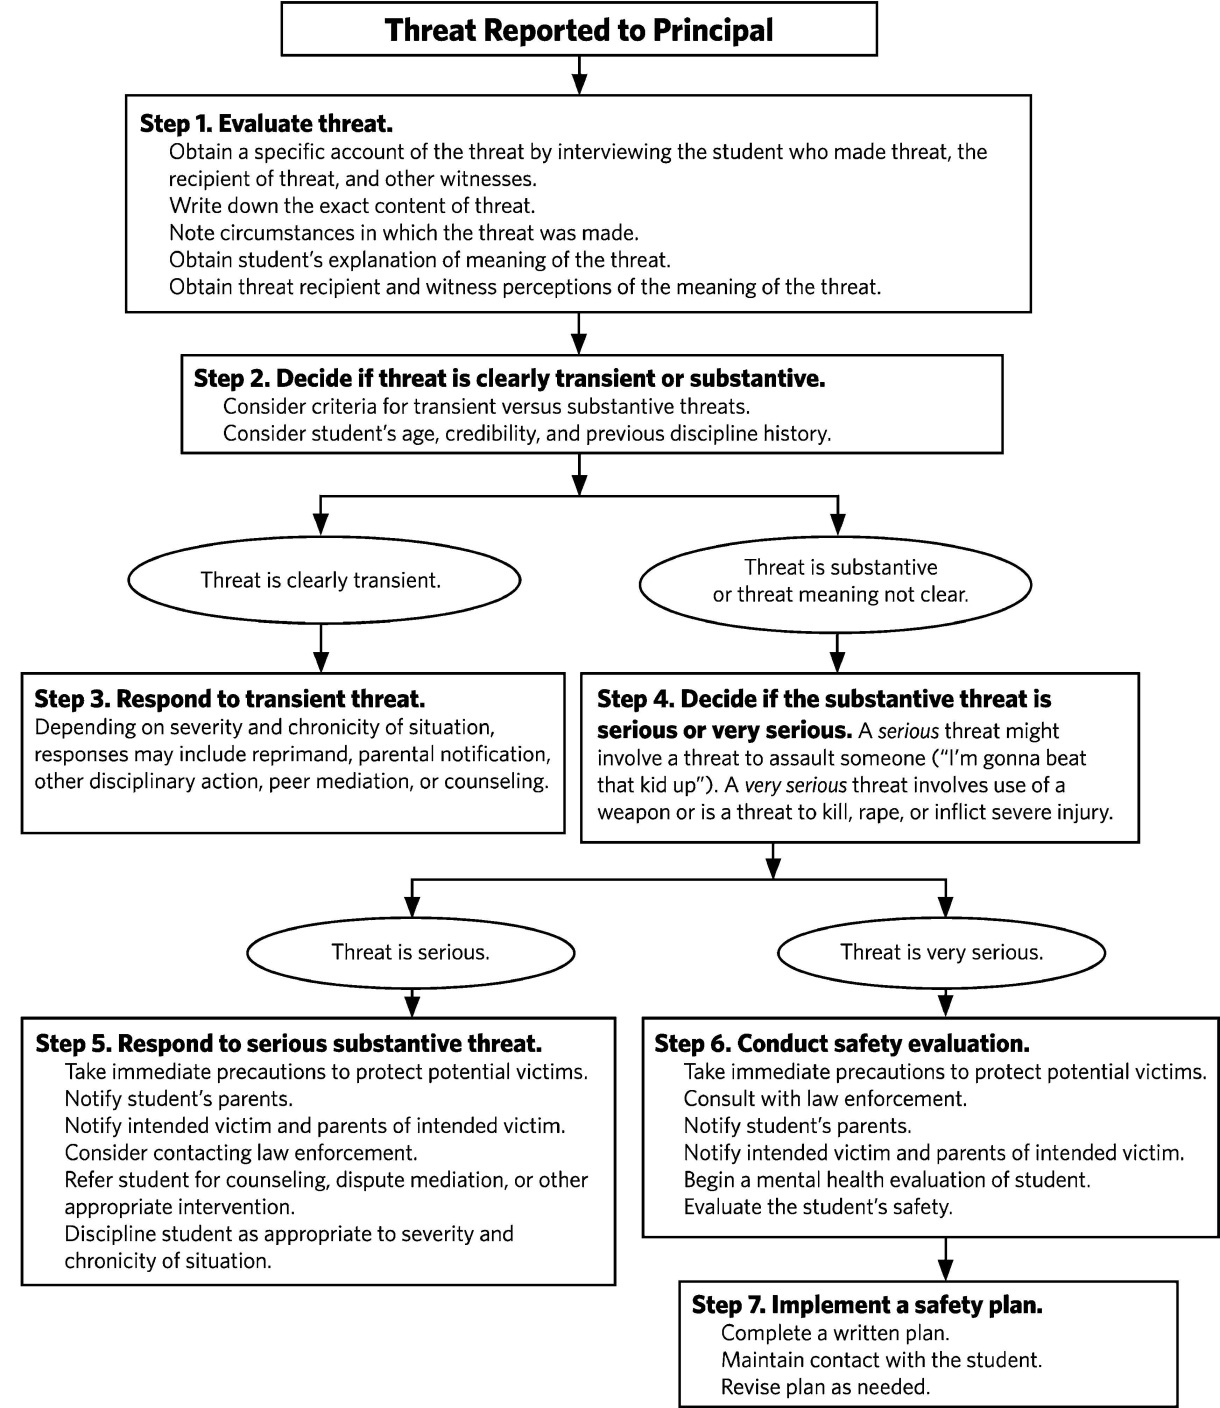 Threat Reported to Principal
Step 1. Evaluate threat.
Obtain a specific account of the threat by interviewing the student who made threat, the
recipient of threat, and other witnesses.
Write down the exact content of threat.
Note circumstances in which the threat was made.
Obtain student’s explanation of meaning of the threat.
Obtain threat recipient and witness perceptions of the meaning of the threat.
Step 2. Decide if threat is clearly transient or substantive.
Consider criteria for transient versus substantive threats.
Consider student’s age, credibility, and previous discipline history.
Threat is clearly transient.
Threat is substantive
or threat meaning not clear.
Step 3. Respond to transient threat.
Depending on severity and chronicity of situation,
responses may include reprimand, parental notification,
other disciplinary action, peer mediation, or counseling.
Step 4. Decide if the substantive threat is
serious or very serious. A serious threat might
involve a threat to assault someone (“I’m gonna beat
that kid up”). A very serious threat involves use of a
weapon or is a threat to kill, rape, or inflict severe injury.
Threat is serious.
Threat is very serious.
Step 5. Respond to serious substantive threat.
Take immediate precautions to protect potential victims.
Notify student’s parents.
Notify intended victim and parents of intended victim.
Consider contacting law enforcement.
Refer student for counseling, dispute mediation, or other
appropriate intervention.
Discipline student as appropriate to severity and
chronicity of situation.
Step 6. Conduct safety evaluation.
Take immediate precautions to protect potential victims.
Consult with law enforcement.
Notify student’s parents.
Notify intended victim and parents of intended victim.
Begin a mental health evaluation of student.
Evaluate the student’s safety.
Step 7. Implement a safety plan.
Complete a written plan.
Maintain contact with the student.
Revise plan as needed.